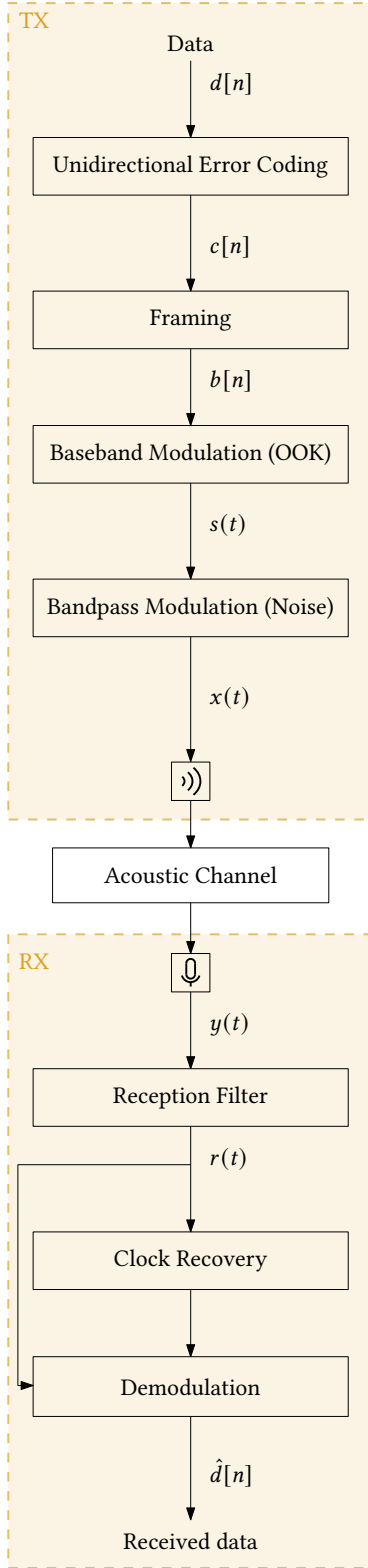 TX
Data
d[n]
Unidirectional Error Coding
c[n]
Framing
b[n]
Baseband Modulation (OOK)
s(t)
Bandpass Modulation (Noise)
x(t)
Acoustic Channel
RX
y(t)
Reception Filter
r(t)
Clock Recovery
Demodulation
d̂[n]
Received data